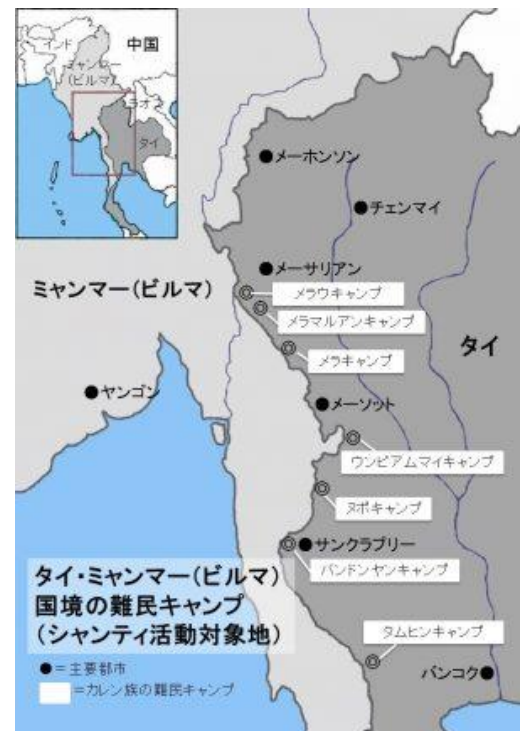 インド
中国
ミャンマー
(ビルマ)
ラオス
タイ
メーホンソン
チェンマイ
メーサリアン
ミャンマー(ビルマ)
メラウキャンプ
メラマルアンキャンプ
タイ
メラキャンプ
ヤンゴン
メーソット
ウンピアムマイキャンプ
ヌポキャンプ
サンクラブリー
バンドンヤンキャンプ
タイ・ミャンマー(ビルマ)
国境の難民キャンプ
(シャンティ活動対象地)
タムヒンキャンプ
●=主要都市
バンコク
=カレン族の難民キャンプ